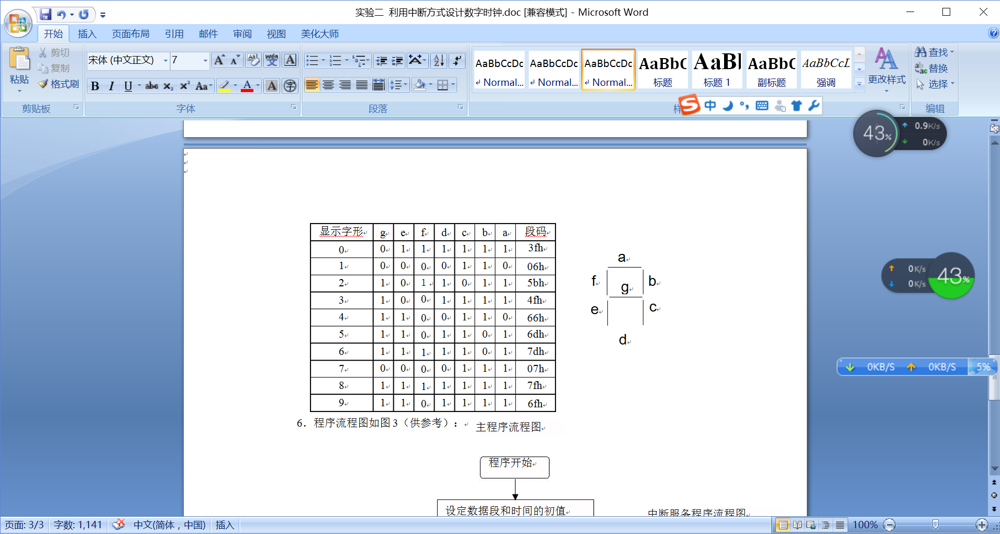 实验二 利用中断方式设计数字时钟.doc [兼容模式] - Microsoft Word
开始 插入 页面布局 引用 邮件 审阅 视图 美化大师
粘贴 剪切 复制 格式刷
宋体 (中文正文) 7
AaBbCcDc AaBbCcDc AaBbCcDc AaBbC AaBl AaBbC AaBbCcL
Normal... Normal... Normal... 标题 标题 1 副标题 强调
更改样式
查找 替换 选择
剪贴板 字体 段落 样 编辑
中
43% 0.9K/s
0K/s
显示字形 g e f d c b a 段码
0 0 1 1 1 1 1 1 3fh
1 0 0 0 0 1 1 0 06h
2 1 0 1 1 0 1 1 5bh
3 1 0 0 1 1 1 1 4fh
4 1 1 0 0 1 1 0 66h
5 1 1 0 1 1 0 1 6dh
6 1 1 1 1 1 0 1 7dh
7 0 0 0 0 1 1 1 07h
8 1 1 1 1 1 1 1 7fh
9 1 1 0 1 1 1 1 6fh
a
f b
g
e c
d
0K/s
0K/s
43%
0KB/S 0KB/S 5%
6. 程序流程图如图 3（供参考）： 主程序流程图
程序开始
设定数据段和时间的初值
中断服务程序流程图
页面: 3/3 字数: 1,141 中文(简体，中国) 插入 100%